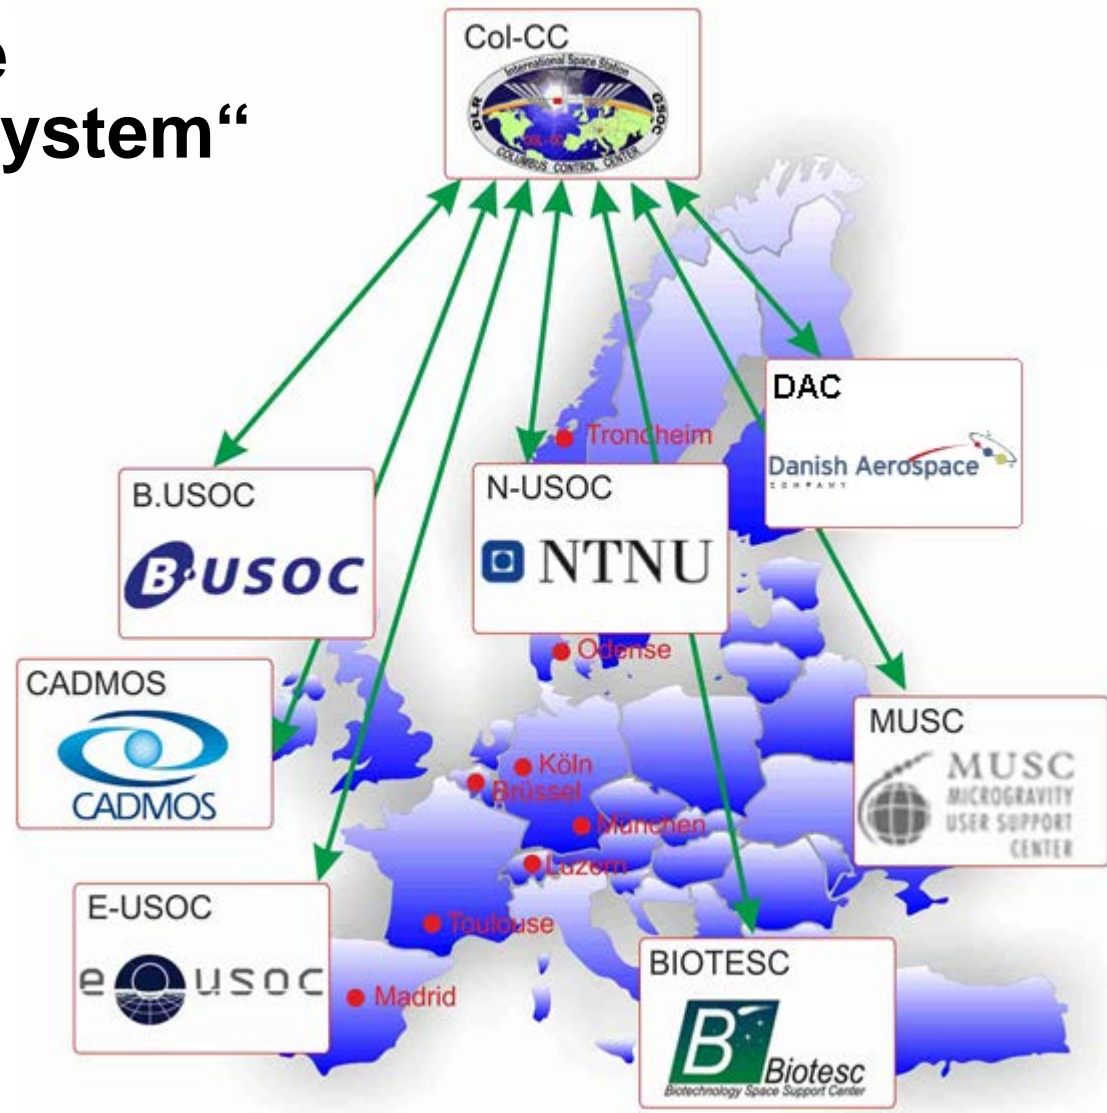 e
ystem“
Col-CC
International Space Station
DLR
GSOC
COLUMBUS CONTROL CENTER
DAC
Danish Aerospace
COMPANY
Trondheim
B.USOC
B.USOC
N-USOC
NTNU
Odense
CADMOS
CADMOS
MUSC
MUSC
MICROGRAVITY
USER SUPPORT
CENTER
Köln
Brüssel
München
Luzern
E-USOC
e usoc
Toulouse
Madrid
BIOTESC
B
Biotesc
Biotechnology Space Support Center